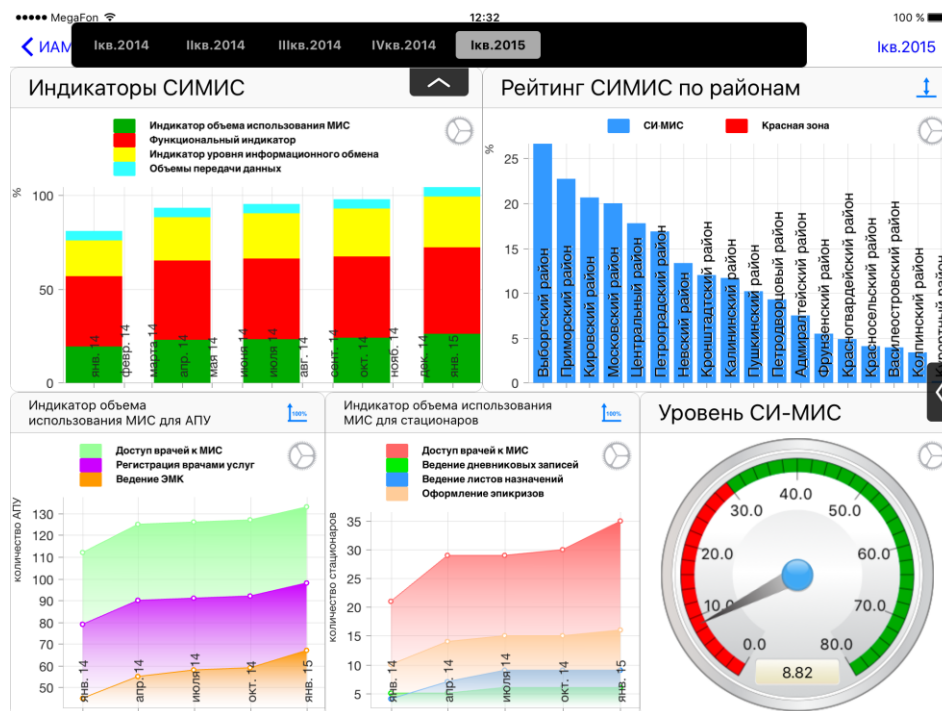 MegaFon 12:32 100 %
ИАМ Iкв.2014 IIкв.2014 IIIкв.2014 IVкв.2014 Iкв.2015 Iкв.2015
Индикаторы СИМИС
Индикатор объема использования МИС
Функциональный индикатор
Индикатор уровня информационного обмена
Объемы передачи данных
%
100
50
0
янв. 14
февр. 14
марта 14
апр. 14
мая 14
июня 14
июля 14
авг. 14
сент. 14
окт. 14
нояб. 14
дек. 14
янв. 15
Рейтинг СИМИС по районам
СИ-МИС Красная зона
%
25
20
15
10
5
0
Выборгский район
Приморский район
Кировский район
Московский район
Центральный район
Петроградский район
Невский район
Кронштадтский район
Калининский район
Пушкинский район
Петродворцовый район
Адмиралтейский район
Фрунзенский район
Красногвардейский район
Красносельский район
Василеостровский район
Колпинский район
Курортный район
Индикатор объема
использования МИС для АПУ
100%
Доступ врачей к МИС
Регистрация врачами услуг
Ведение ЭМК
количество АПУ
130
120
110
100
90
80
70
60
50
янв. 14
апр. 14
июля 14
окт. 14
янв. 15
Индикатор объема использования
МИС для стационаров
100%
Доступ врачей к МИС
Ведение дневниковых записей
Ведение листов назначений
Оформление эпикризов
количество стационаров
35
30
25
20
15
10
5
янв. 14
апр. 14
июля 14
окт. 14
янв. 15
Уровень СИ-МИС
40.0
30.0 50.0
20.0 60.0
10.0 70.0
0.0 80.0
8.82